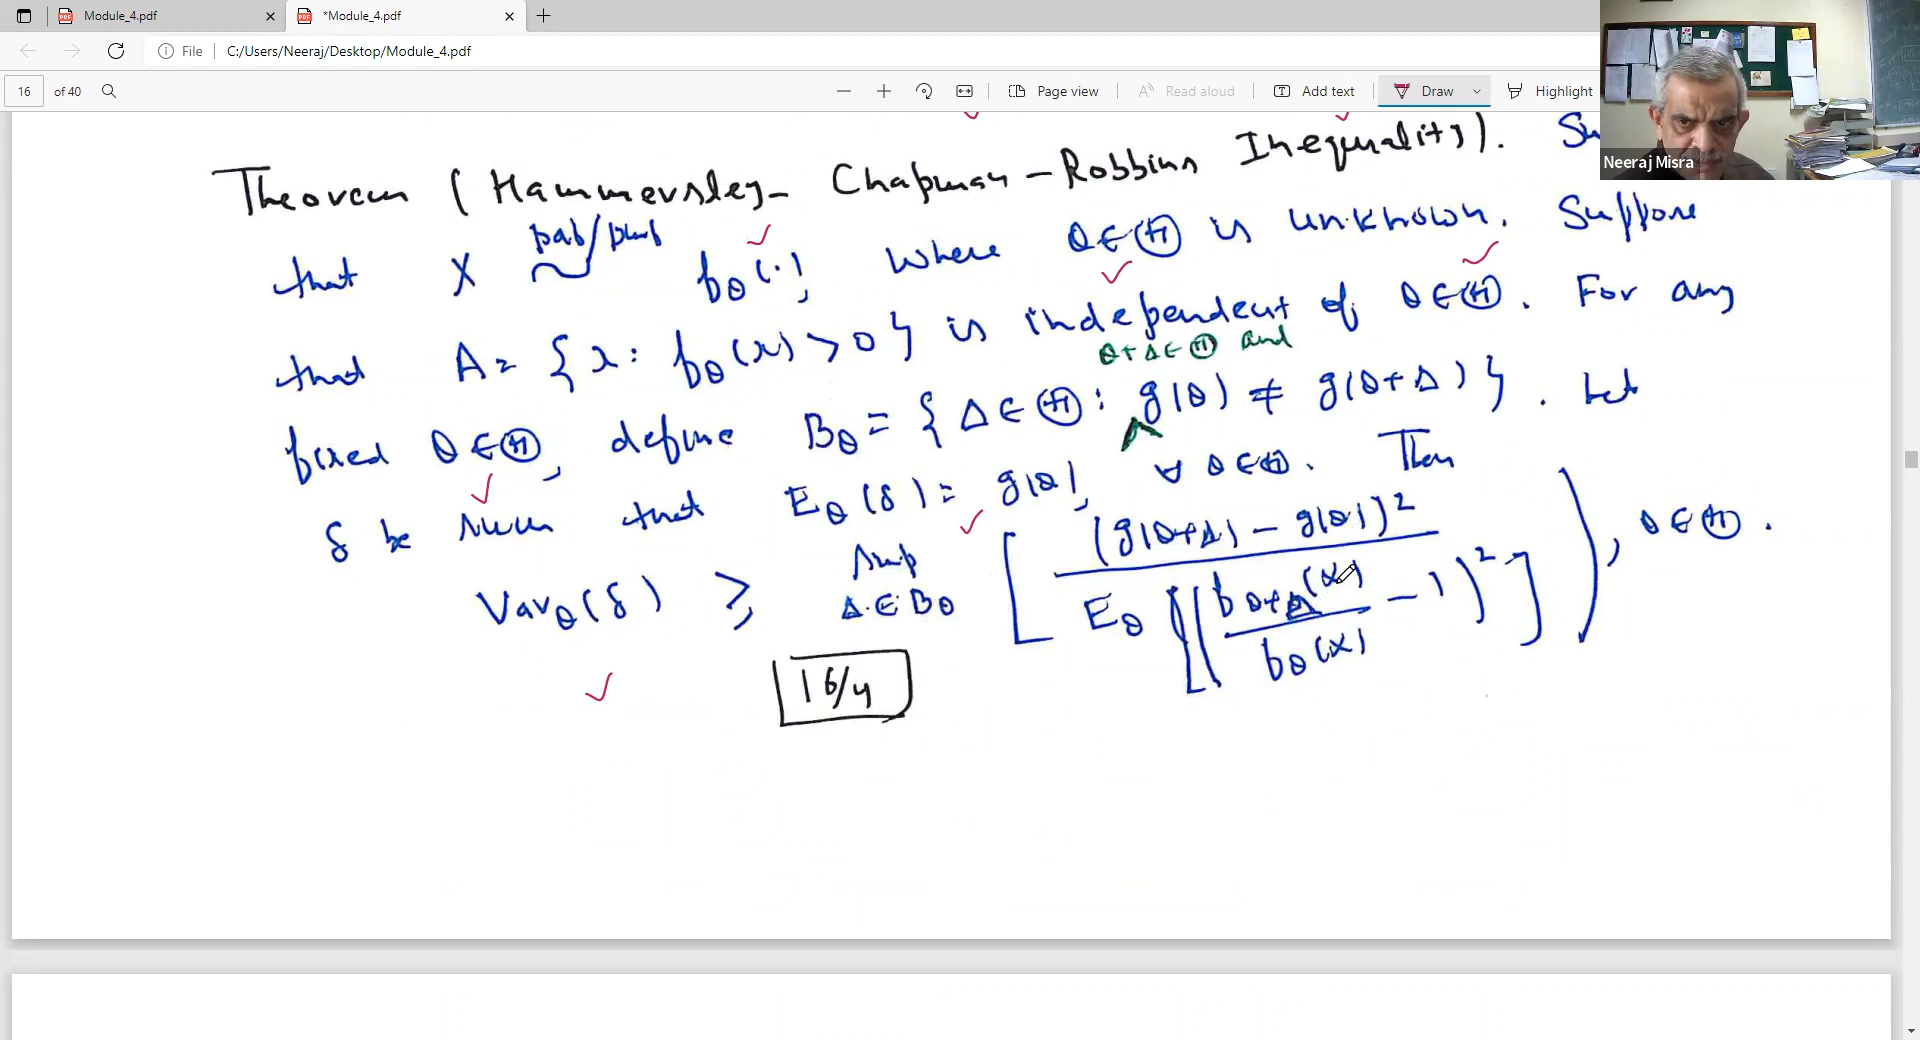 Module_4.pdf
*Module_4.pdf
File C:/Users/Neeraj/Desktop/Module_4.pdf
16 of 40 Page view Read aloud Add text Draw Highlight
Neeraj Misra
Theorem (Hammersley- Chapman-Robbins Inequality). Su
that X pdf/pmf ~ f_θ(·), where θ∈Ⓗ is unknown. Suppose
that A = {x: f_θ(x) > 0} is independent of θ∈Ⓗ. For any
θ+Δ∈Ⓗ and
fixed θ∈Ⓗ, define B_θ = {Δ∈Ⓗ: g(θ) ≠ g(θ+Δ)}. Let
δ be such that E_θ(δ) = g(θ), ∀ θ∈Ⓗ. Then
Var_θ(δ) ≥ sup Δ∈B_θ [ (g(θ+Δ) - g(θ))² / E_θ[(f_θ+Δ(X) / f_θ(X) - 1)²] ), θ∈Ⓗ.
16/4